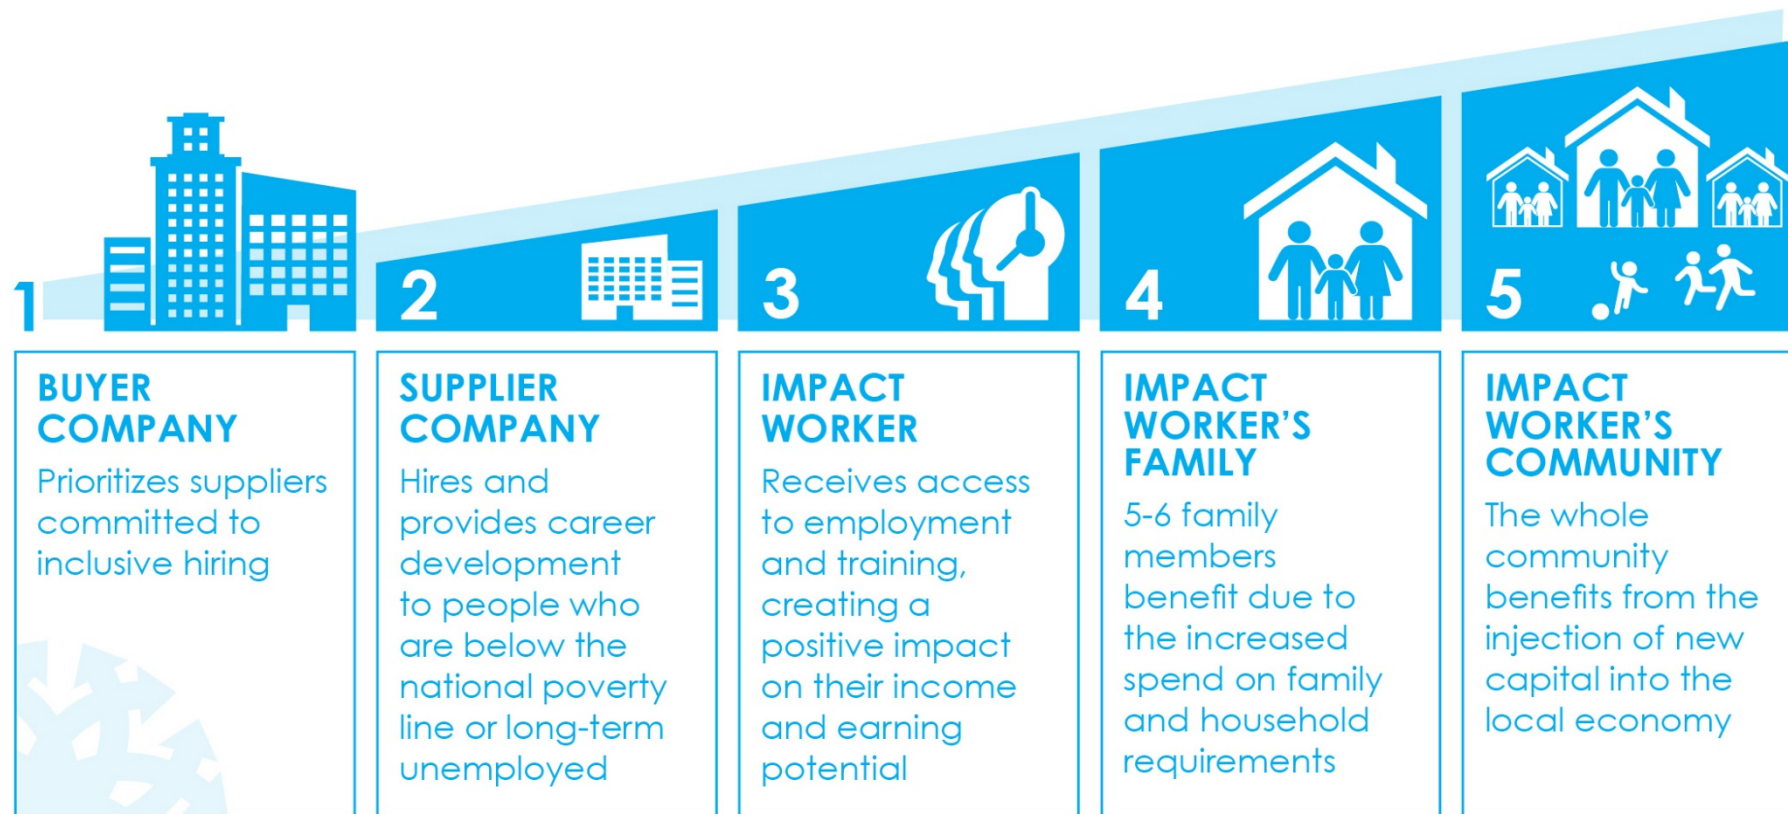 1
BUYER
COMPANY
Prioritizes suppliers
committed to
inclusive hiring
2
SUPPLIER
COMPANY
Hires and
provides career
development
to people who
are below the
national poverty
line or long-term
unemployed
3
IMPACT
WORKER
Receives access
to employment
and training,
creating a
positive impact
on their income
and earning
potential
4
IMPACT
WORKER’S
FAMILY
5-6 family
members
benefit due to
the increased
spend on family
and household
requirements
5
IMPACT
WORKER’S
COMMUNITY
The whole
community
benefits from the
injection of new
capital into the
local economy